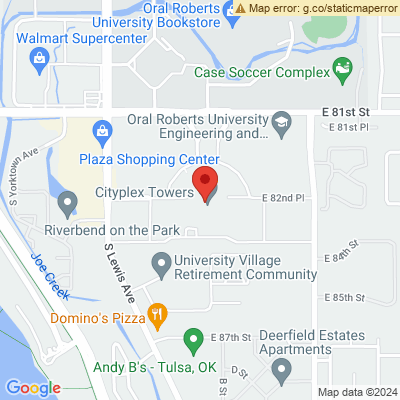 Map error: g.co/staticmaperror
Oral Roberts
University Bookstore
Walmart Supercenter
Case Soccer Complex
E 81st St
E 81st Pl
Oral Roberts University
Engineering and...
Plaza Shopping Center
S Yorktown Ave
Cityplex Towers
E 82nd Pl
Riverbend on the Park
Joe Creek
S Lewis Ave
University Village
Retirement Community
E 84th St
E 85th St
Domino's Pizza
E 87th St
Deerfield Estates
Apartments
Andy B's - Tulsa, OK
D St
B St
Google
Map data ©2024